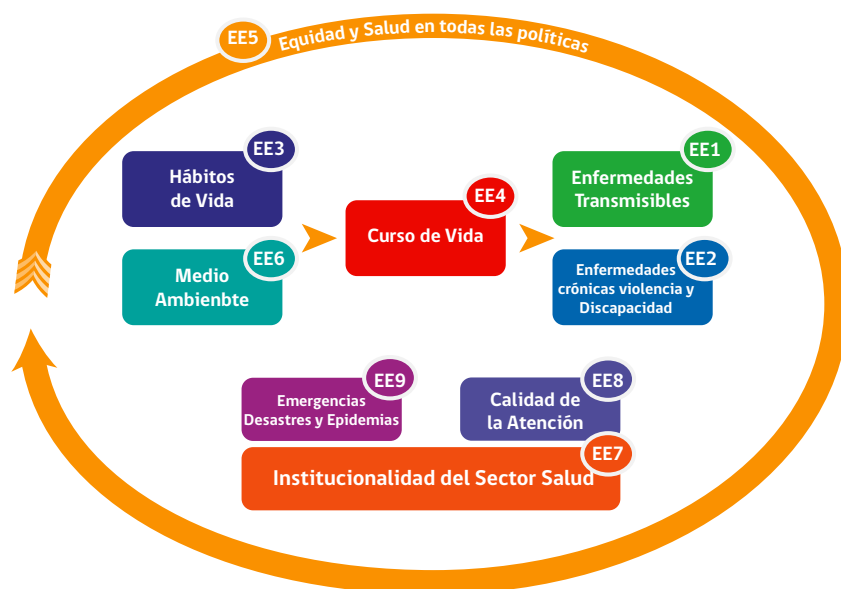 EE5
Equidad y Salud en todas las políticas
EE3
Hábitos
de Vida
EE6
Medio
Ambienbte
EE4
Curso de Vida
EE1
Enfermedades
Transmisibles
EE2
Enfermedades
crónicas violencia y
Discapacidad
EE9
Emergencias
Desastres y Epidemias
EE8
Calidad de
la Atención
EE7
Institucionalidad del Sector Salud